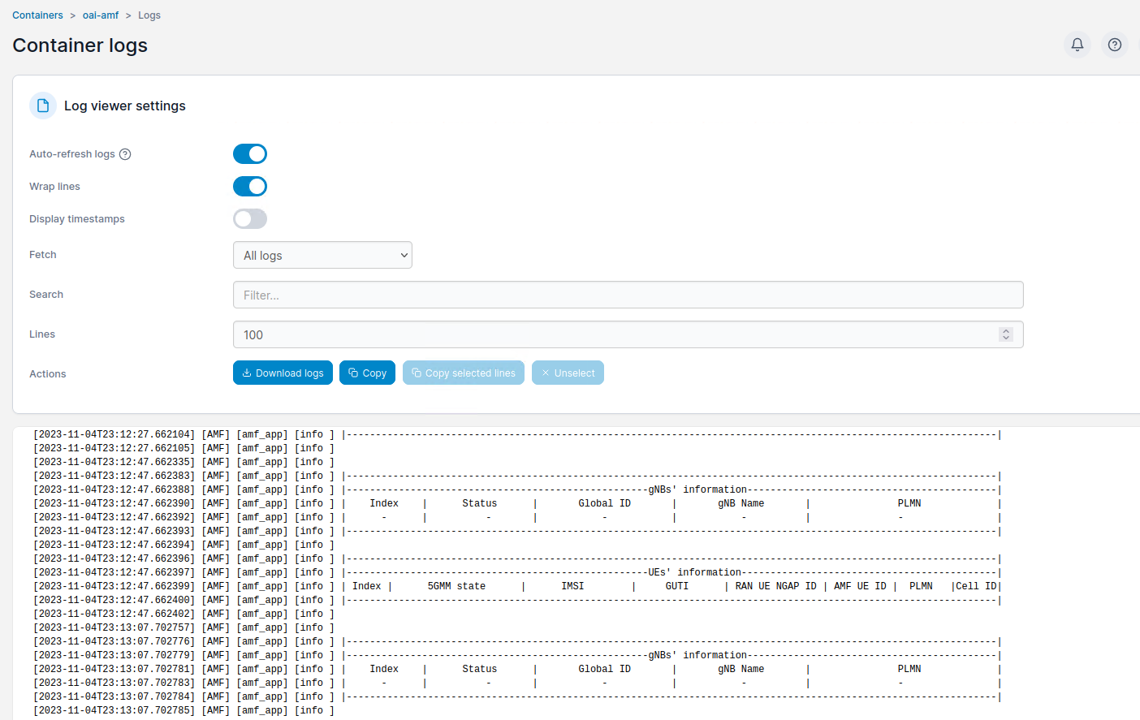 Containers > oai-amf > Logs
Container logs
Log viewer settings
Auto-refresh logs
Wrap lines
Display timestamps
Fetch All logs
Search Filter...
Lines 100
Actions Download logs Copy Copy selected lines Unselect
[2023-11-04T23:12:27.662104] [AMF] [amf_app] [info ] |----------------------------------------------------------------------------------------------------------------|
[2023-11-04T23:12:27.662105] [AMF] [amf_app] [info ]
[2023-11-04T23:12:47.662335] [AMF] [amf_app] [info ]
[2023-11-04T23:12:47.662383] [AMF] [amf_app] [info ] |----------------------------------------------------------------------------------------------------------------|
[2023-11-04T23:12:47.662388] [AMF] [amf_app] [info ] |----------------------------------------------------gNBs' information-------------------------------------------|
[2023-11-04T23:12:47.662390] [AMF] [amf_app] [info ] |    Index    |      Status      |       Global ID       |       gNB Name       |               PLMN             |
[2023-11-04T23:12:47.662392] [AMF] [amf_app] [info ] |      -      |          -       |           -           |           -          |               -                |
[2023-11-04T23:12:47.662393] [AMF] [amf_app] [info ] |----------------------------------------------------------------------------------------------------------------|
[2023-11-04T23:12:47.662394] [AMF] [amf_app] [info ]
[2023-11-04T23:12:47.662396] [AMF] [amf_app] [info ] |----------------------------------------------------------------------------------------------------------------|
[2023-11-04T23:12:47.662397] [AMF] [amf_app] [info ] |----------------------------------------------------UEs' information--------------------------------------------|
[2023-11-04T23:12:47.662399] [AMF] [amf_app] [info ] | Index |      5GMM state      |      IMSI        |     GUTI      | RAN UE NGAP ID | AMF UE ID |  PLMN   |Cell ID|
[2023-11-04T23:12:47.662400] [AMF] [amf_app] [info ] |----------------------------------------------------------------------------------------------------------------|
[2023-11-04T23:12:47.662402] [AMF] [amf_app] [info ]
[2023-11-04T23:13:07.702757] [AMF] [amf_app] [info ]
[2023-11-04T23:13:07.702776] [AMF] [amf_app] [info ] |----------------------------------------------------------------------------------------------------------------|
[2023-11-04T23:13:07.702779] [AMF] [amf_app] [info ] |----------------------------------------------------gNBs' information-------------------------------------------|
[2023-11-04T23:13:07.702781] [AMF] [amf_app] [info ] |    Index    |      Status      |       Global ID       |       gNB Name       |               PLMN             |
[2023-11-04T23:13:07.702783] [AMF] [amf_app] [info ] |      -      |          -       |           -           |           -          |               -                |
[2023-11-04T23:13:07.702784] [AMF] [amf_app] [info ] |----------------------------------------------------------------------------------------------------------------|
[2023-11-04T23:13:07.702785] [AMF] [amf_app] [info ]